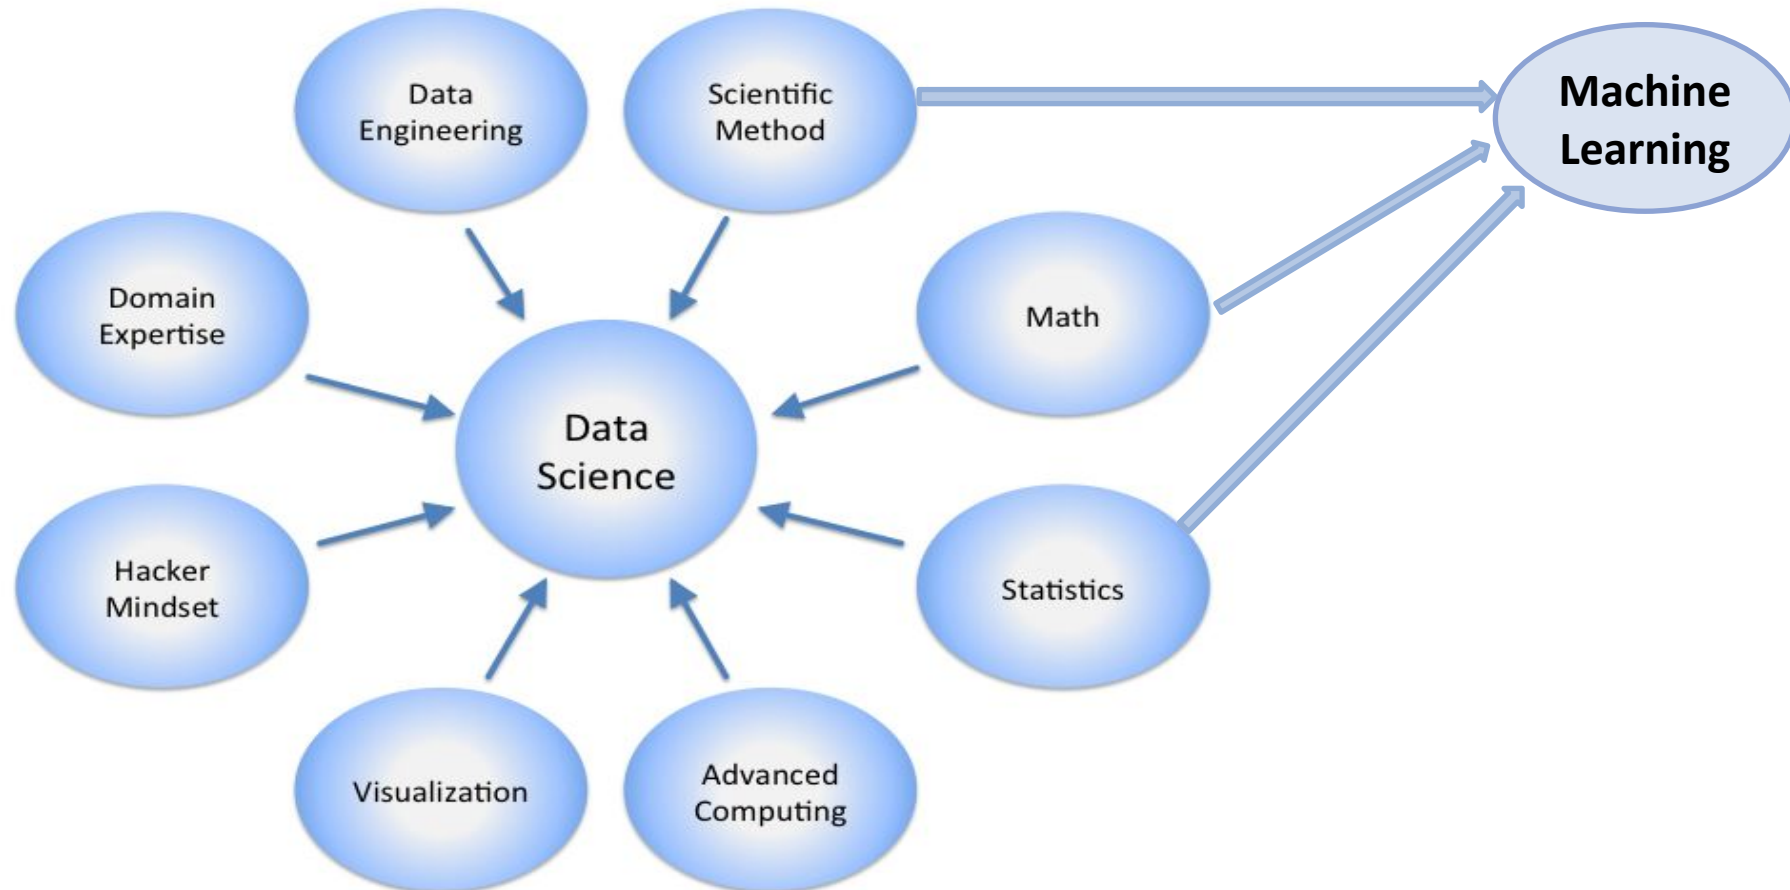 Data
Engineering
Scientific
Method
Machine
Learning
Domain
Expertise
Math
Data
Science
Hacker
Mindset
Statistics
Visualization
Advanced
Computing